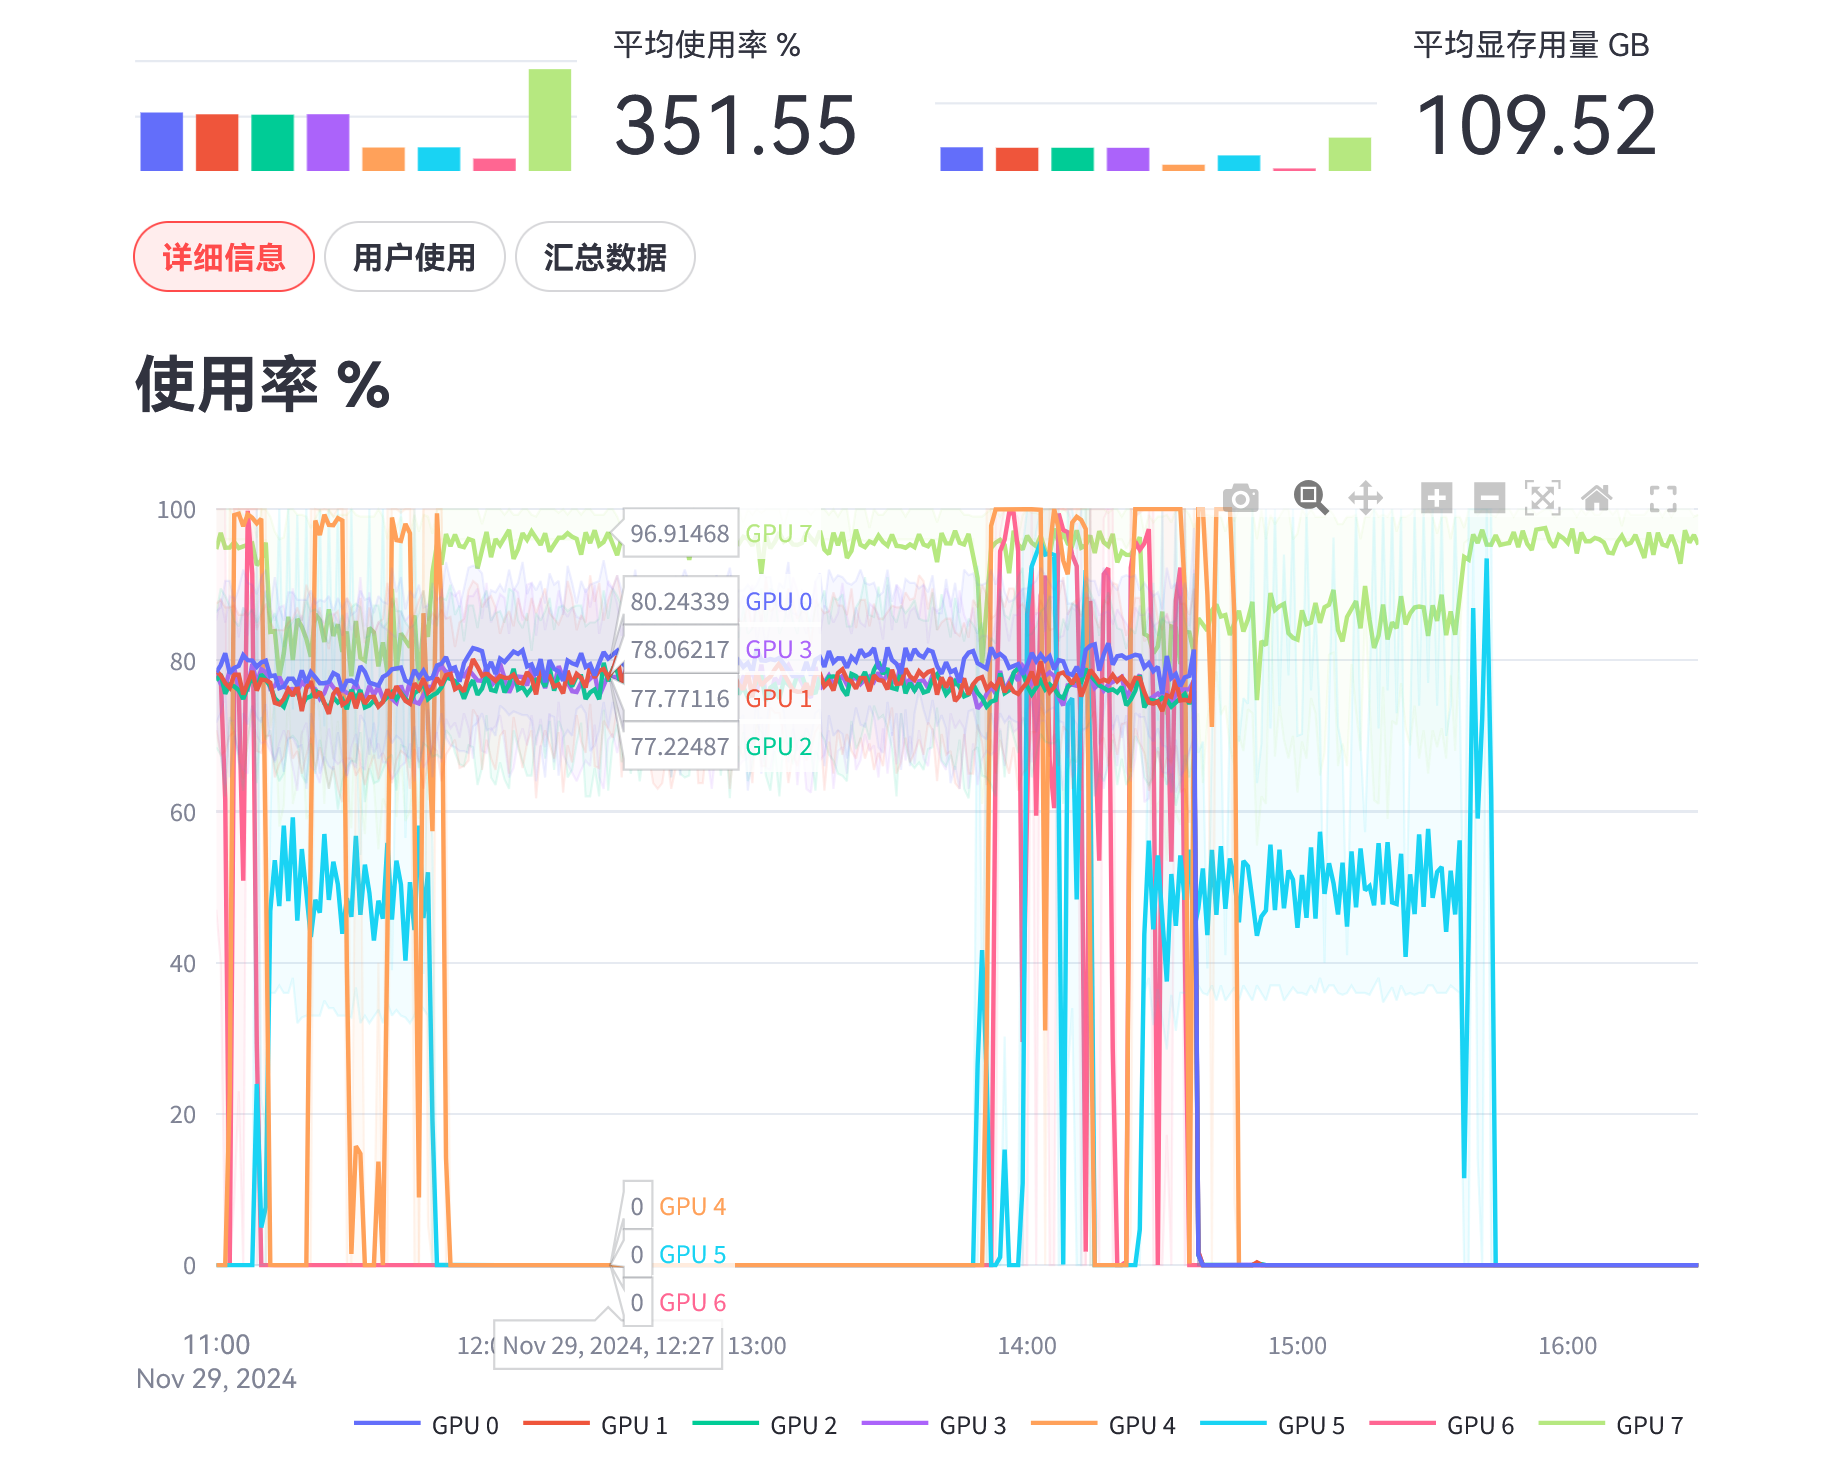 平均使用率 %
351.55
平均显存用量 GB
109.52
详细信息
用户使用
汇总数据
使用率 %
100
80
60
40
20
0
96.91468 GPU 7
80.24339 GPU 0
78.06217 GPU 3
77.77116 GPU 1
77.22487 GPU 2
0 GPU 4
0 GPU 5
0 GPU 6
11:00
Nov 29, 2024
Nov 29, 2024, 12:27
13:00
14:00
15:00
16:00
GPU 0
GPU 1
GPU 2
GPU 3
GPU 4
GPU 5
GPU 6
GPU 7